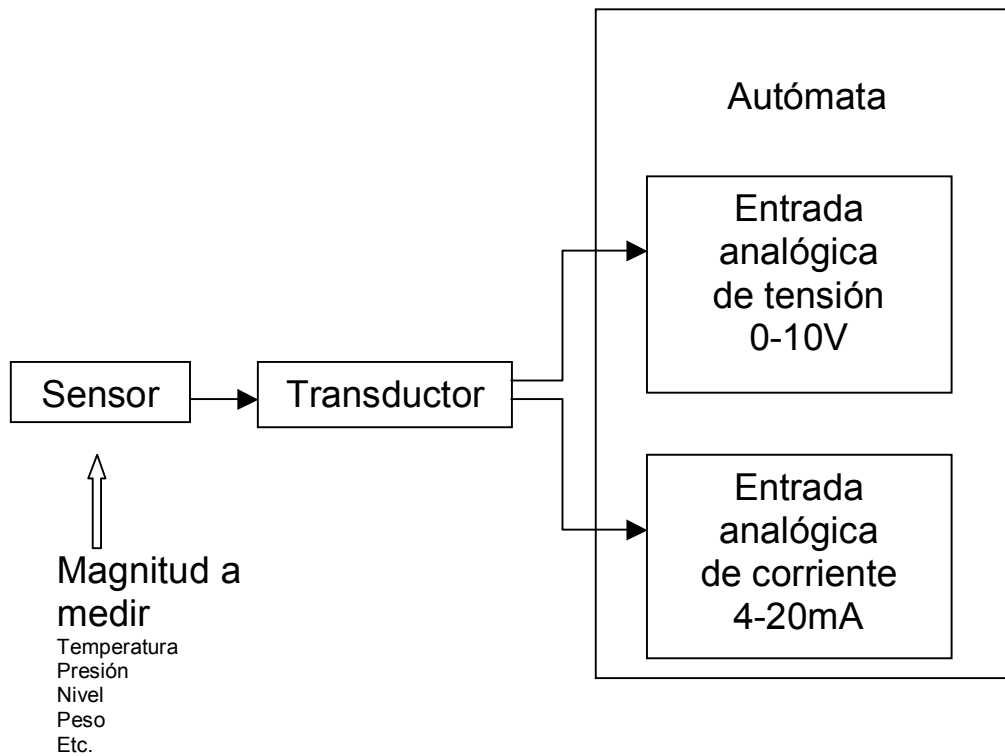 Autómata
Entrada
analógica
de tensión
0-10V
Sensor
Transductor
Entrada
analógica
de corriente
4-20mA
Magnitud a
medir
Temperatura
Presión
Nivel
Peso
Etc.